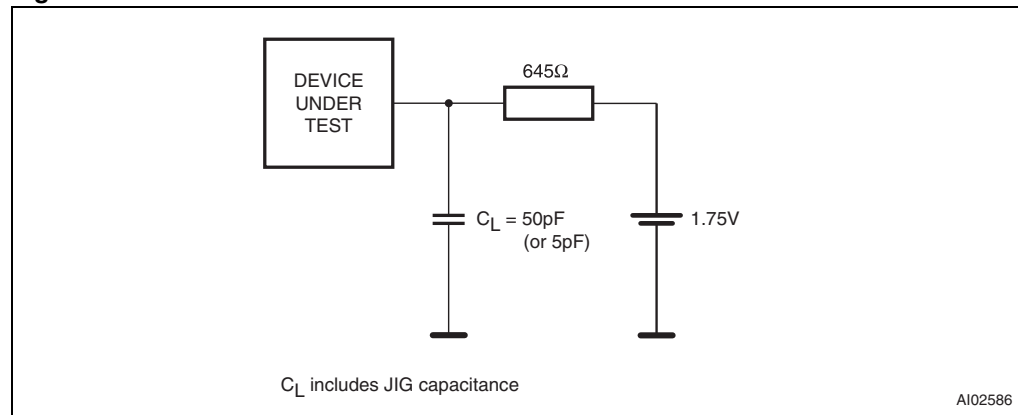 DEVICE
UNDER
TEST
645Ω
C_L = 50pF
(or 5pF)
1.75V
C_L includes JIG capacitance
AI02586